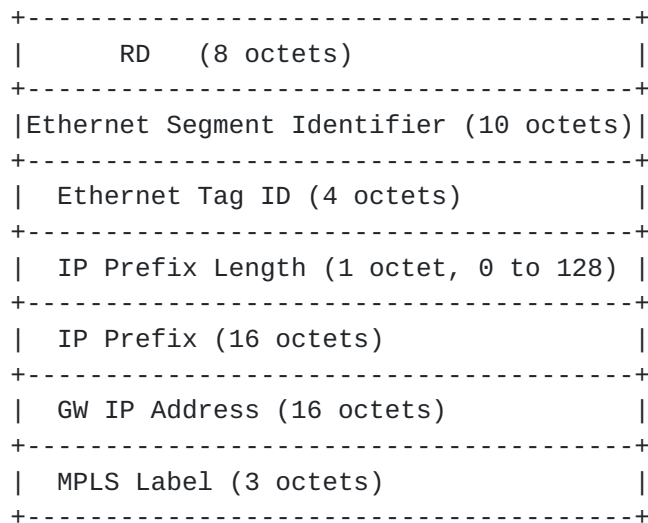 +---------------------------------------+
|      RD   (8 octets)                  |
+---------------------------------------+
|Ethernet Segment Identifier (10 octets)|
+---------------------------------------+
|  Ethernet Tag ID (4 octets)           |
+---------------------------------------+
|  IP Prefix Length (1 octet, 0 to 128) |
+---------------------------------------+
|  IP Prefix (16 octets)                |
+---------------------------------------+
|  GW IP Address (16 octets)            |
+---------------------------------------+
|  MPLS Label (3 octets)                |
+---------------------------------------+